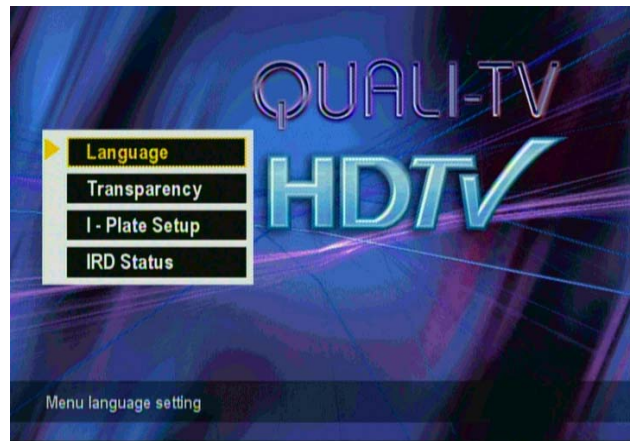 QUALI-TV
HDTV
Language
Transparency
I - Plate Setup
IRD Status
Menu language setting